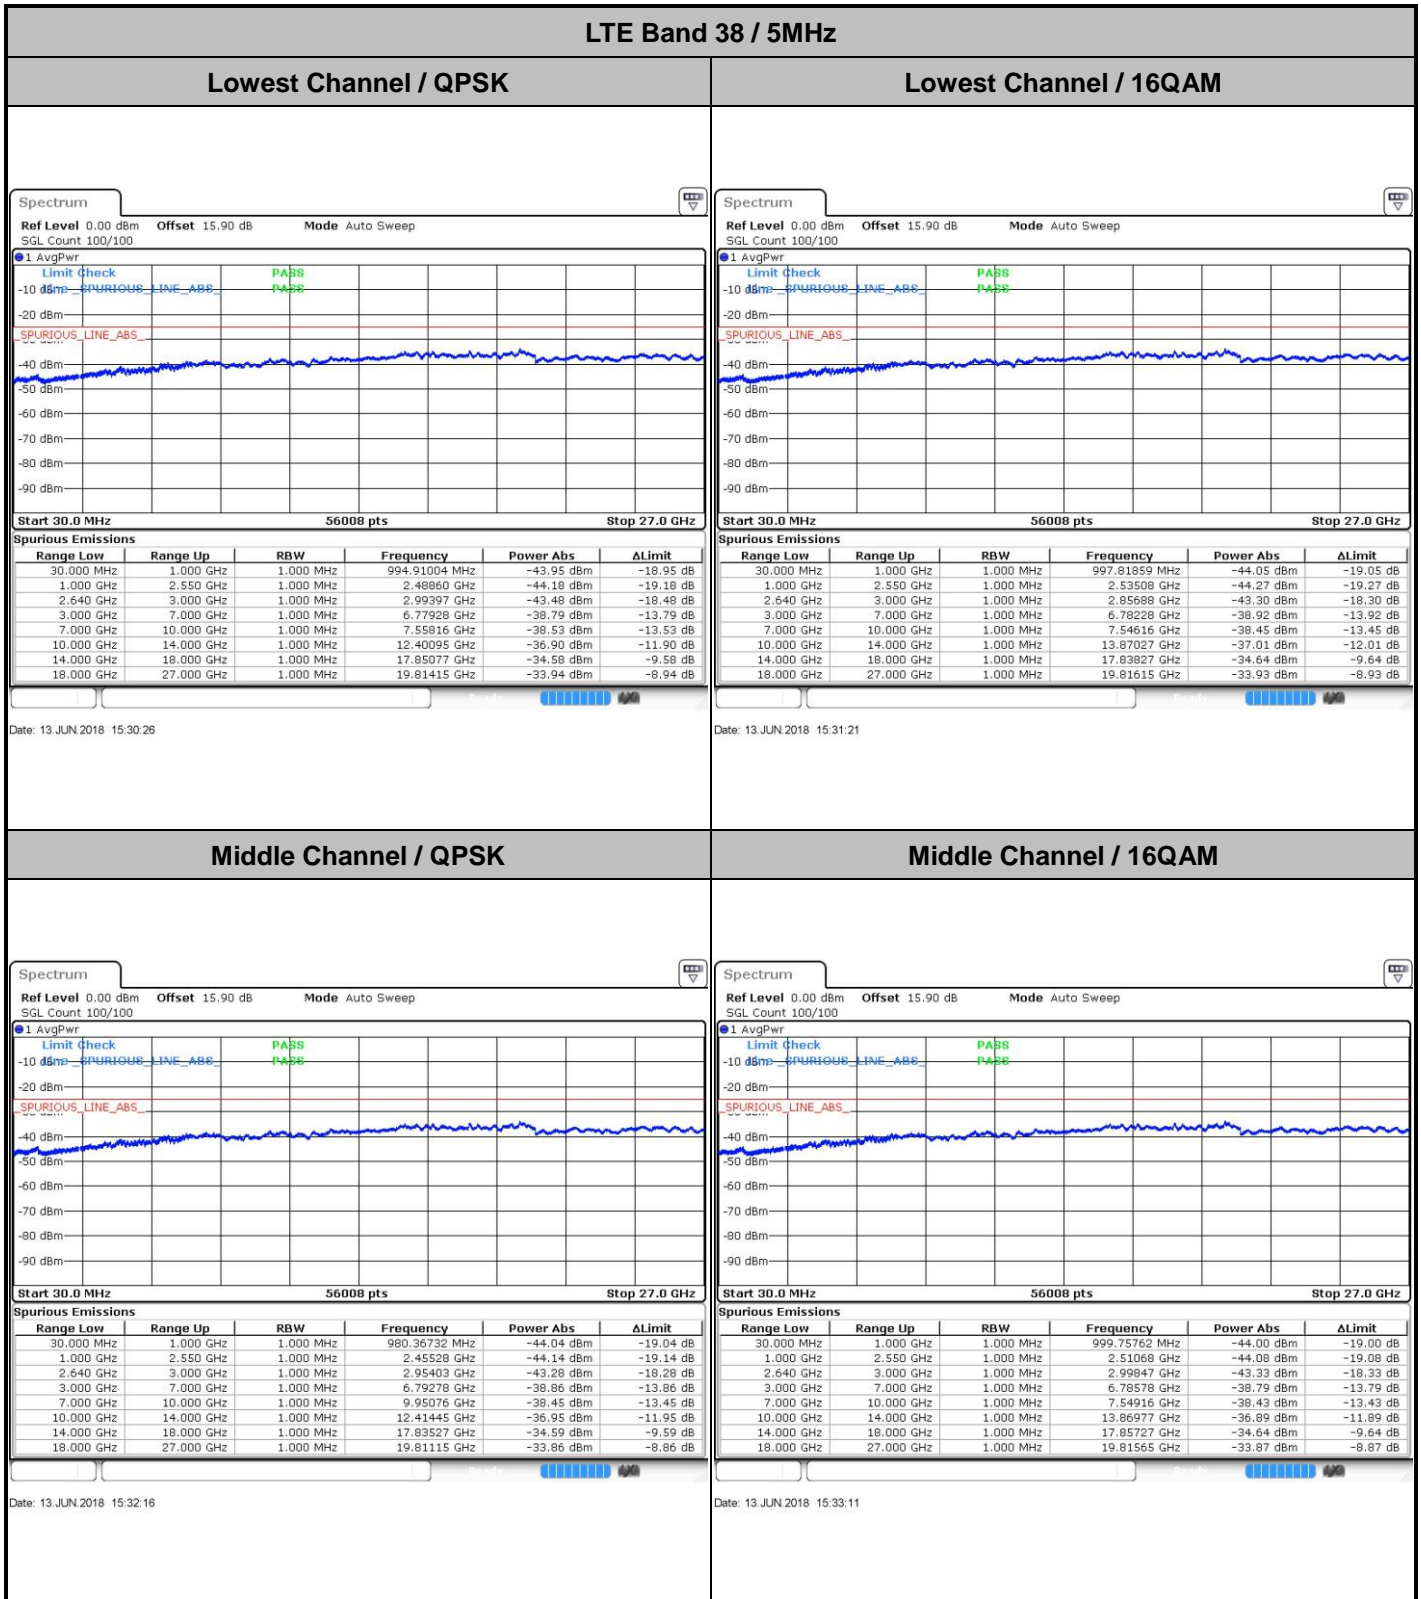 LTE Band 38 / 5MHz
Lowest Channel / QPSK
Lowest Channel / 16QAM
Spectrum
Ref Level 0.00 dBm Offset 15.90 dB Mode Auto Sweep
SGL Count 100/100
1 AvgPwr
Limit Check PASS
-10 dBm Line _SPURIOUS_LINE_ABS_ PASS
-20 dBm
_SPURIOUS_LINE_ABS_
-40 dBm
-50 dBm
-60 dBm
-70 dBm
-80 dBm
-90 dBm
Start 30.0 MHz 56008 pts Stop 27.0 GHz
Spurious Emissions
Range Low Range Up RBW Frequency Power Abs ΔLimit
30.000 MHz 1.000 GHz 1.000 MHz 994.91004 MHz -43.95 dBm -18.95 dB
1.000 GHz 2.550 GHz 1.000 MHz 2.48860 GHz -44.18 dBm -19.18 dB
2.640 GHz 3.000 GHz 1.000 MHz 2.99397 GHz -43.48 dBm -18.48 dB
3.000 GHz 7.000 GHz 1.000 MHz 6.77928 GHz -38.79 dBm -13.79 dB
7.000 GHz 10.000 GHz 1.000 MHz 7.55816 GHz -38.53 dBm -13.53 dB
10.000 GHz 14.000 GHz 1.000 MHz 12.40095 GHz -36.90 dBm -11.90 dB
14.000 GHz 18.000 GHz 1.000 MHz 17.85077 GHz -34.58 dBm -9.58 dB
18.000 GHz 27.000 GHz 1.000 MHz 19.81415 GHz -33.94 dBm -8.94 dB
Date: 13.JUN.2018 15:30:26
Spectrum
Ref Level 0.00 dBm Offset 15.90 dB Mode Auto Sweep
SGL Count 100/100
1 AvgPwr
Limit Check PASS
-10 dBm Line _SPURIOUS_LINE_ABS_ PASS
-20 dBm
_SPURIOUS_LINE_ABS_
-40 dBm
-50 dBm
-60 dBm
-70 dBm
-80 dBm
-90 dBm
Start 30.0 MHz 56008 pts Stop 27.0 GHz
Spurious Emissions
Range Low Range Up RBW Frequency Power Abs ΔLimit
30.000 MHz 1.000 GHz 1.000 MHz 997.81859 MHz -44.05 dBm -19.05 dB
1.000 GHz 2.550 GHz 1.000 MHz 2.53508 GHz -44.27 dBm -19.27 dB
2.640 GHz 3.000 GHz 1.000 MHz 2.85688 GHz -43.30 dBm -18.30 dB
3.000 GHz 7.000 GHz 1.000 MHz 6.78228 GHz -38.92 dBm -13.92 dB
7.000 GHz 10.000 GHz 1.000 MHz 7.54616 GHz -38.45 dBm -13.45 dB
10.000 GHz 14.000 GHz 1.000 MHz 13.87027 GHz -37.01 dBm -12.01 dB
14.000 GHz 18.000 GHz 1.000 MHz 17.83827 GHz -34.64 dBm -9.64 dB
18.000 GHz 27.000 GHz 1.000 MHz 19.81615 GHz -33.93 dBm -8.93 dB
Date: 13.JUN.2018 15:31:21
Middle Channel / QPSK
Middle Channel / 16QAM
Spectrum
Ref Level 0.00 dBm Offset 15.90 dB Mode Auto Sweep
SGL Count 100/100
1 AvgPwr
Limit Check PASS
-10 dBm Line _SPURIOUS_LINE_ABS_ PASS
-20 dBm
_SPURIOUS_LINE_ABS_
-40 dBm
-50 dBm
-60 dBm
-70 dBm
-80 dBm
-90 dBm
Start 30.0 MHz 56008 pts Stop 27.0 GHz
Spurious Emissions
Range Low Range Up RBW Frequency Power Abs ΔLimit
30.000 MHz 1.000 GHz 1.000 MHz 980.36732 MHz -44.04 dBm -19.04 dB
1.000 GHz 2.550 GHz 1.000 MHz 2.45528 GHz -44.14 dBm -19.14 dB
2.640 GHz 3.000 GHz 1.000 MHz 2.95403 GHz -43.28 dBm -18.28 dB
3.000 GHz 7.000 GHz 1.000 MHz 6.79278 GHz -38.86 dBm -13.86 dB
7.000 GHz 10.000 GHz 1.000 MHz 9.95076 GHz -38.45 dBm -13.45 dB
10.000 GHz 14.000 GHz 1.000 MHz 12.41445 GHz -36.95 dBm -11.95 dB
14.000 GHz 18.000 GHz 1.000 MHz 17.83527 GHz -34.59 dBm -9.59 dB
18.000 GHz 27.000 GHz 1.000 MHz 19.81115 GHz -33.86 dBm -8.86 dB
Date: 13.JUN.2018 15:32:16
Spectrum
Ref Level 0.00 dBm Offset 15.90 dB Mode Auto Sweep
SGL Count 100/100
1 AvgPwr
Limit Check PASS
-10 dBm Line _SPURIOUS_LINE_ABS_ PASS
-20 dBm
_SPURIOUS_LINE_ABS_
-40 dBm
-50 dBm
-60 dBm
-70 dBm
-80 dBm
-90 dBm
Start 30.0 MHz 56008 pts Stop 27.0 GHz
Spurious Emissions
Range Low Range Up RBW Frequency Power Abs ΔLimit
30.000 MHz 1.000 GHz 1.000 MHz 999.75762 MHz -44.00 dBm -19.00 dB
1.000 GHz 2.550 GHz 1.000 MHz 2.51068 GHz -44.08 dBm -19.08 dB
2.640 GHz 3.000 GHz 1.000 MHz 2.99847 GHz -43.33 dBm -18.33 dB
3.000 GHz 7.000 GHz 1.000 MHz 6.78578 GHz -38.79 dBm -13.79 dB
7.000 GHz 10.000 GHz 1.000 MHz 7.54916 GHz -38.43 dBm -13.43 dB
10.000 GHz 14.000 GHz 1.000 MHz 13.86977 GHz -36.89 dBm -11.89 dB
14.000 GHz 18.000 GHz 1.000 MHz 17.85727 GHz -34.64 dBm -9.64 dB
18.000 GHz 27.000 GHz 1.000 MHz 19.81565 GHz -33.87 dBm -8.87 dB
Date: 13.JUN.2018 15:33:11